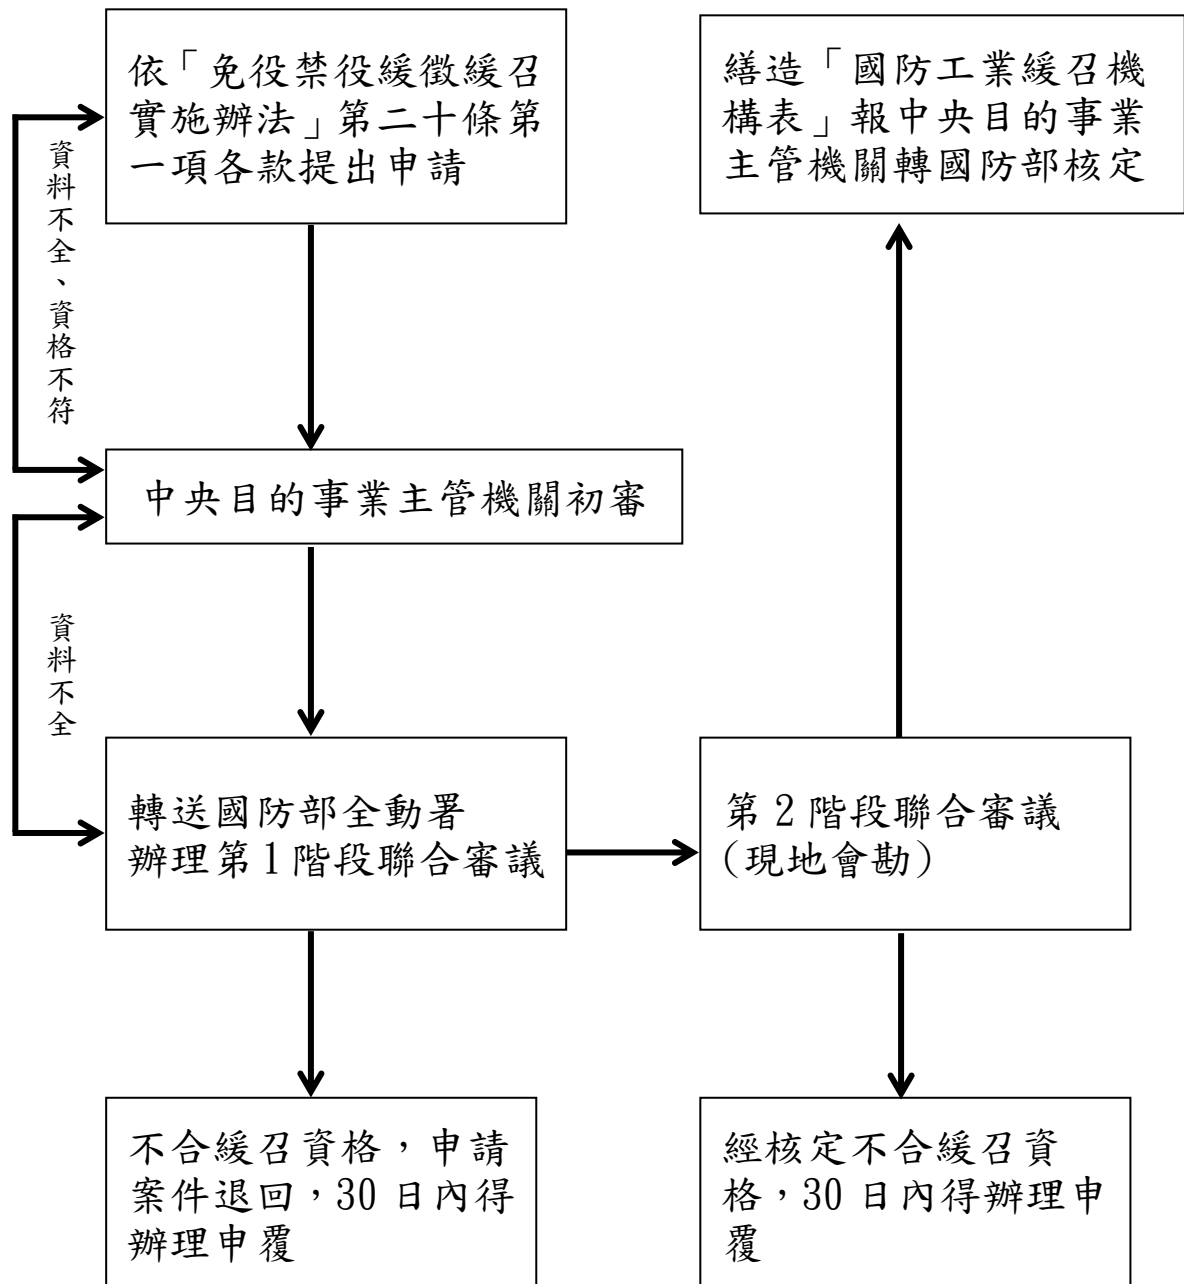 依「免役禁役緩徵緩召
實施辦法」第二十條第
一項各款提出申請
繕造「國防工業緩召機
構表」報中央目的事業
主管機關轉國防部核定
資料不全、資格不符
中央目的事業主管機關初審
資料不全
轉送國防部全動署
辦理第1階段聯合審議
第2階段聯合審議
(現地會勘)
不合緩召資格，申請
案件退回，30日內得
辦理申覆
經核定不合緩召資
格，30日內得辦理申
覆